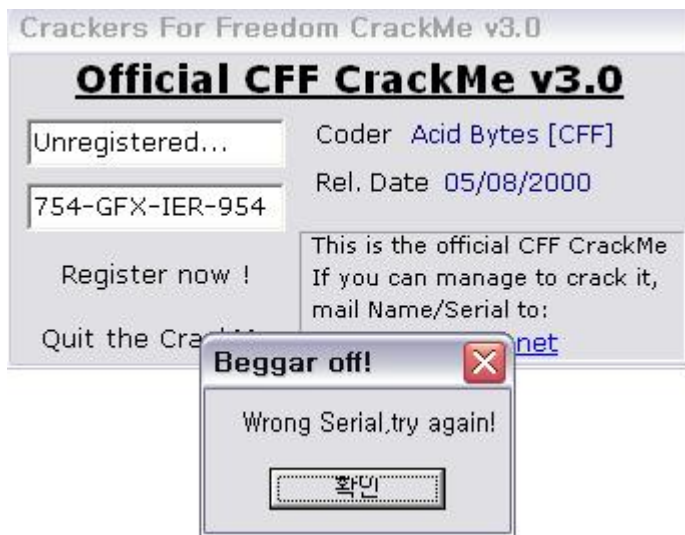 Crackers For Freedom CrackMe v3.0
Official CFF CrackMe v3.0
Unregistered...
754-GFX-IER-954
Coder Acid Bytes [CFF]
Rel. Date 05/08/2000
Register now !
Quit the
This is the official CFF CrackMe
If you can manage to crack it,
mail Name/Serial to:
net
Beggar off!
Wrong Serial,try again!
확인